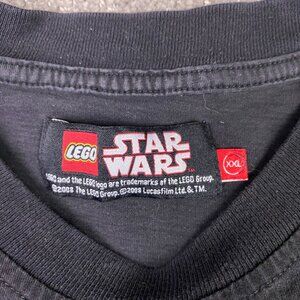 LEGO
STAR
WARS
XXL
LEGO and the LEGO logo are trademarks of the LEGO Group.
©2008 The LEGO Group. ©2008 Lucasfilm Ltd. & TM.